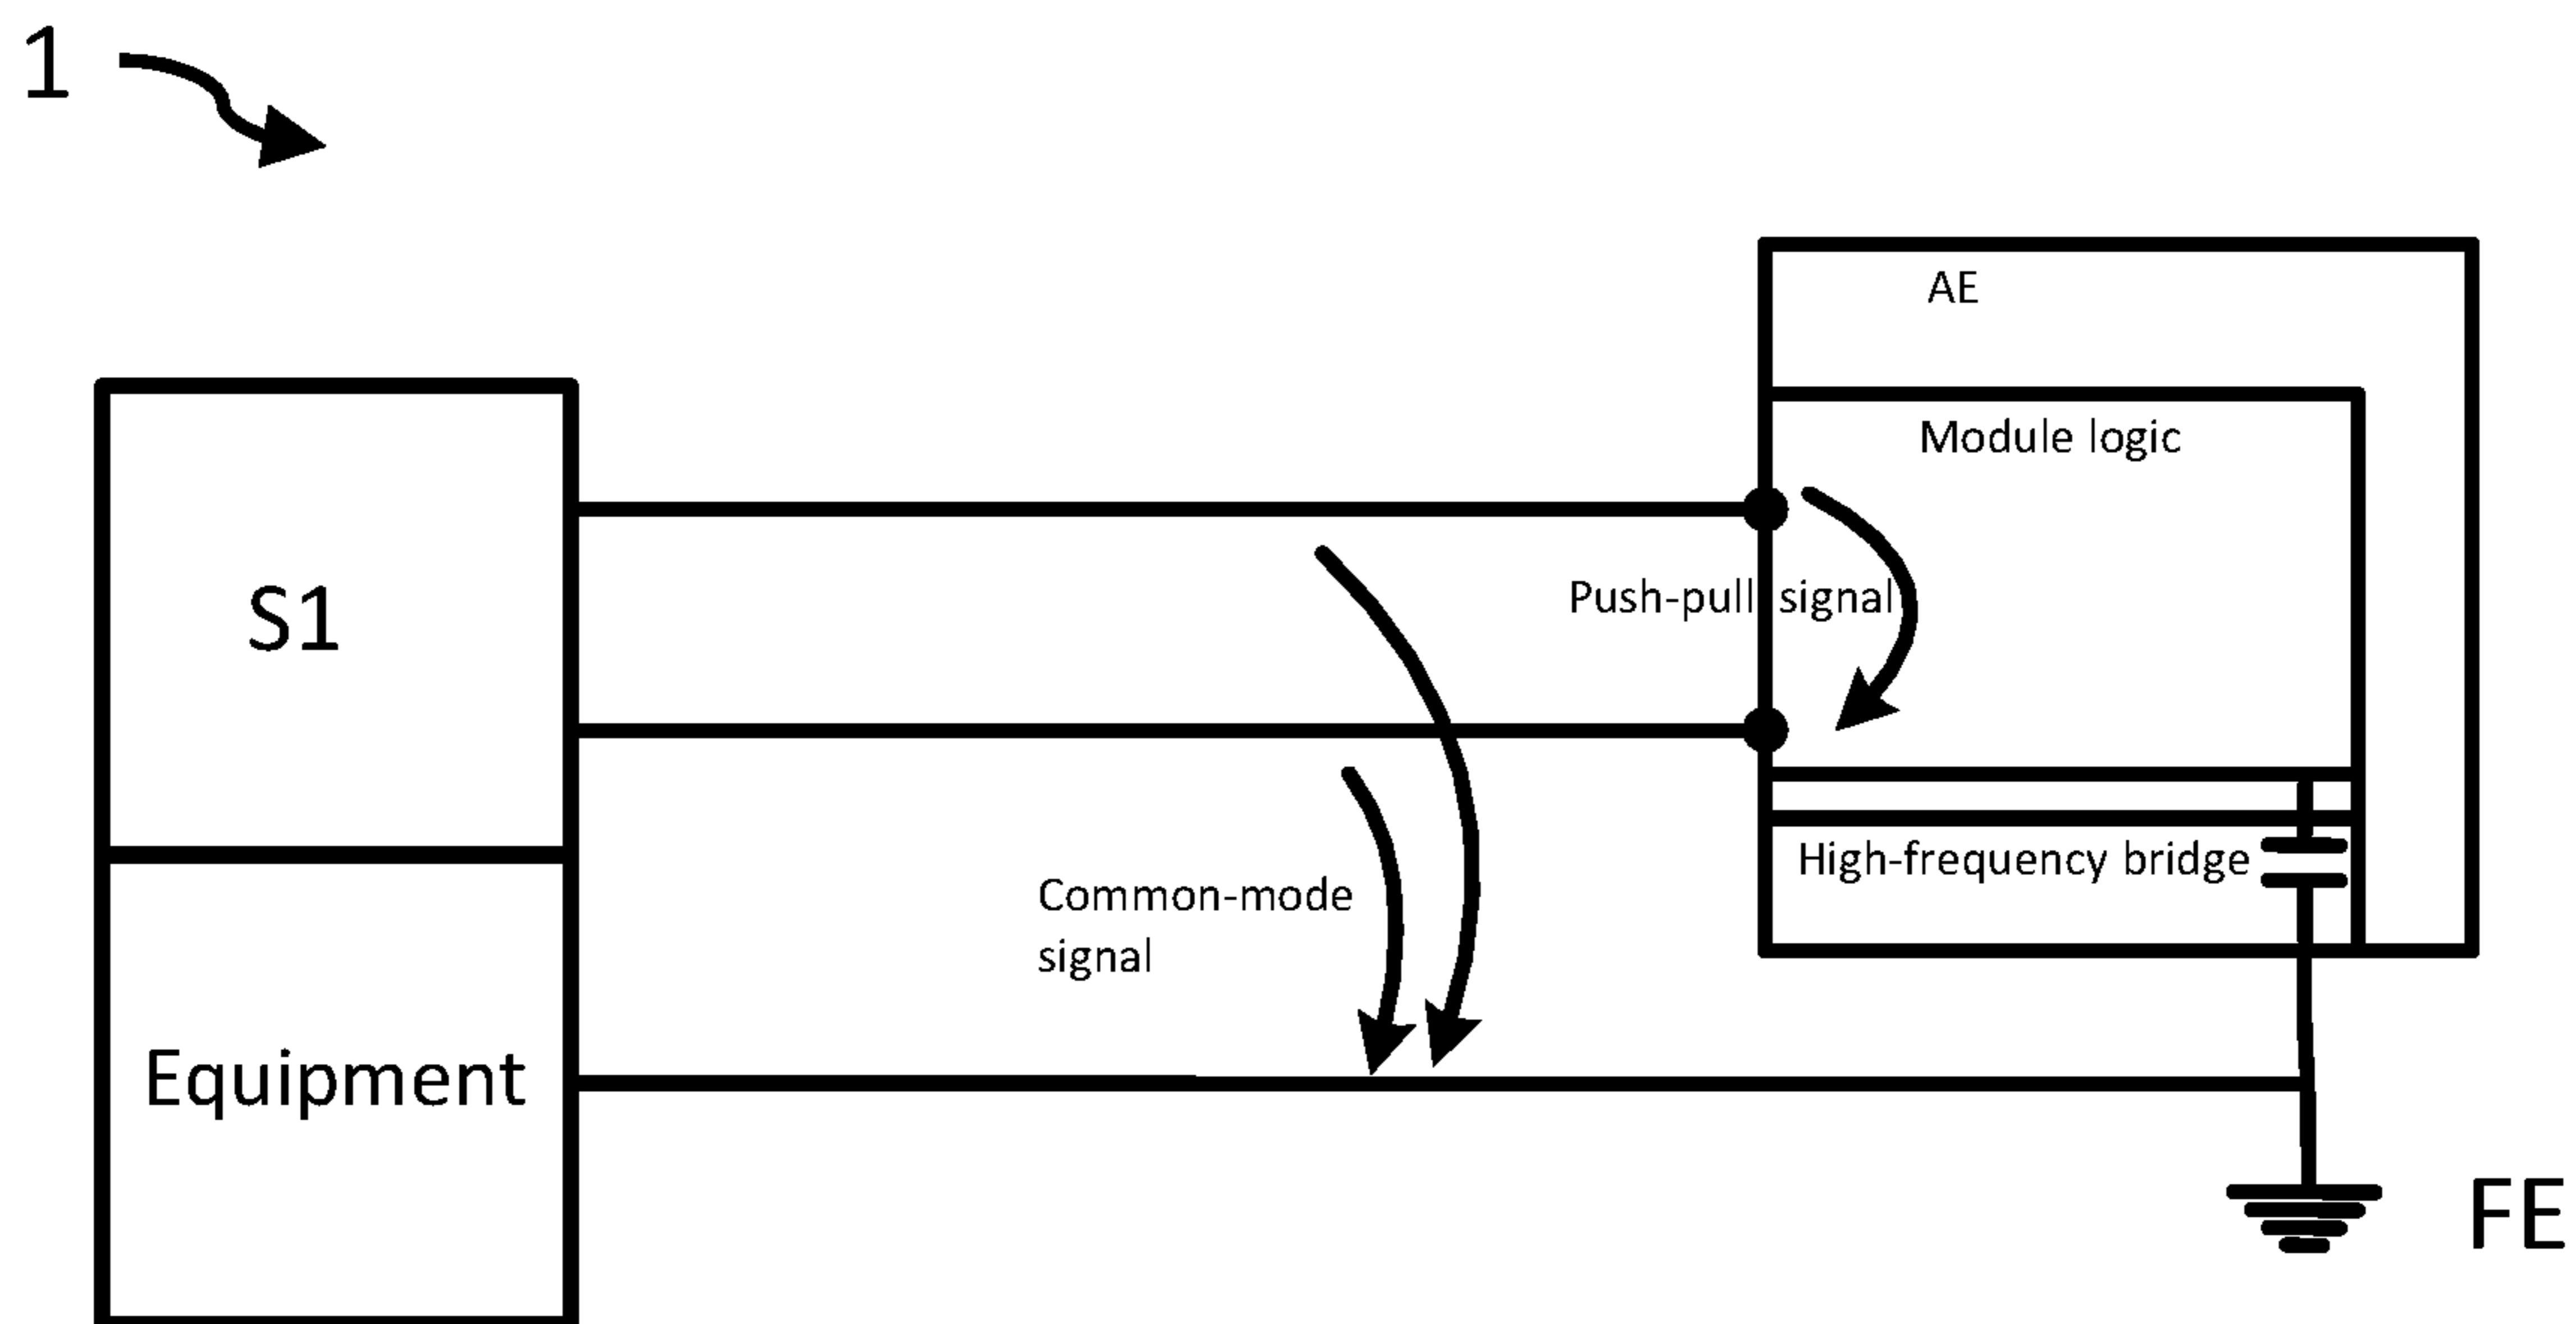 1
AE
Module logic
S1
Push-pull signal
High-frequency bridge
Common-mode
signal
Equipment
FE